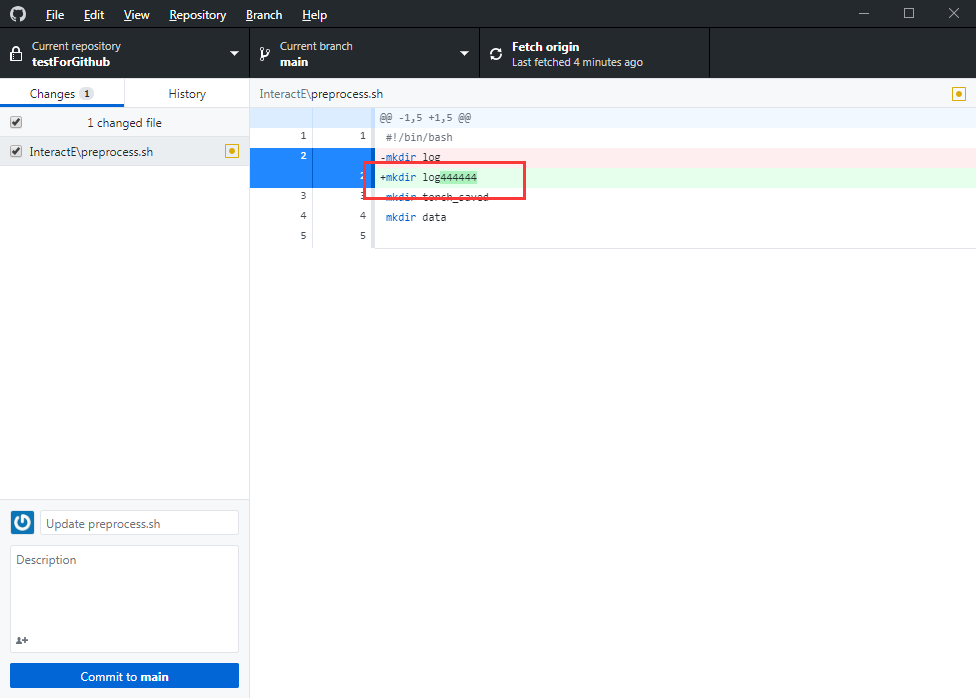 File Edit View Repository Branch Help
Current repository
testForGithub
Current branch
main
Fetch origin
Last fetched 4 minutes ago
Changes 1
History
InteractE\preprocess.sh
1 changed file
InteractE\preprocess.sh
@@ -1,5 +1,5 @@
1 1 #!/bin/bash
2 -mkdir log
2 +mkdir log444444
3 3 mkdir torch_saved
4 4 mkdir data
5 5
Update preprocess.sh
Description
Commit to main